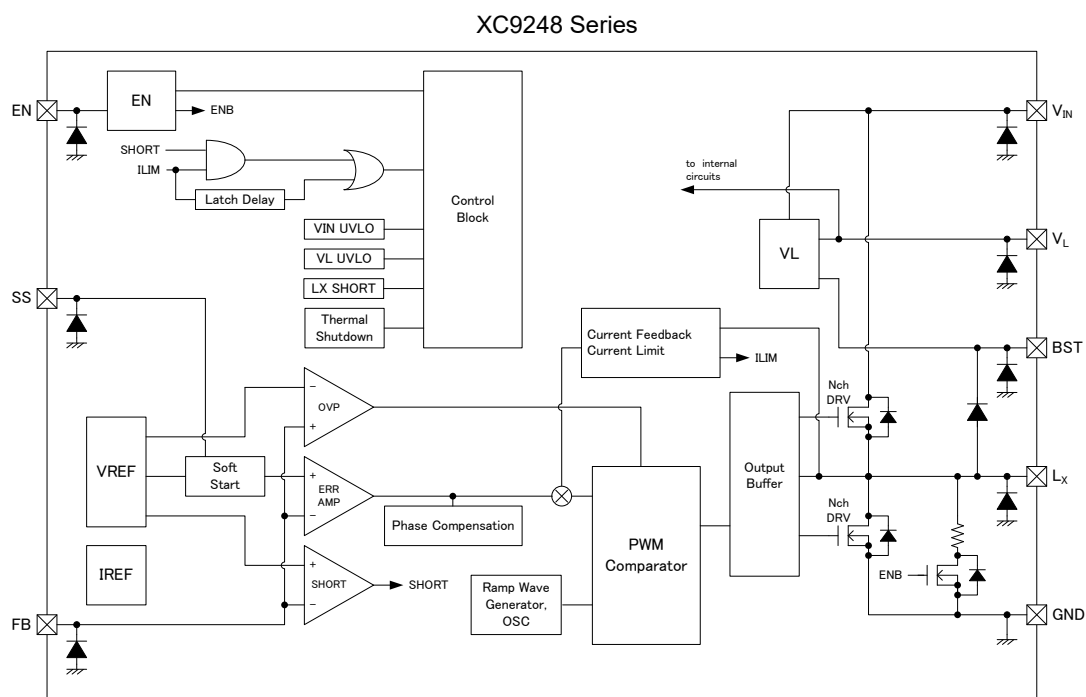 XC9248 Series
EN
EN
ENB
SHORT
ILIM
Latch Delay
VIN UVLO
VL UVLO
LX SHORT
Thermal
Shutdown
Control
Block
to internal
circuits
VIN
VL
VL
SS
Current Feedback
Current Limit
ILIM
BST
Nch
DRV
OVP
−
+
VREF
Soft
Start
+
ERR
AMP
−
Phase Compensation
Output
Buffer
LX
Nch
DRV
PWM
Comparator
IREF
+
SHORT
−
SHORT
Ramp Wave
Generator,
OSC
ENB
FB
GND